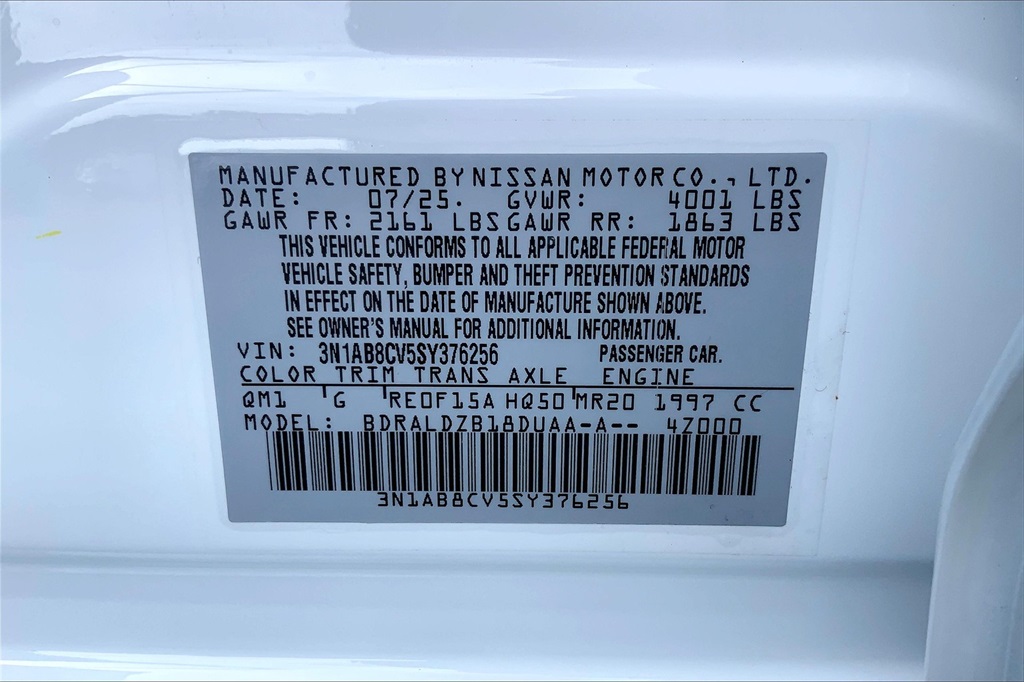 MANUFACTURED BY NISSAN MOTOR CO., LTD.
DATE: 07/25. GVWR: 4001 LBS
GAWR FR: 2161 LBS GAWR RR: 1863 LBS
THIS VEHICLE CONFORMS TO ALL APPLICABLE FEDERAL MOTOR
VEHICLE SAFETY, BUMPER AND THEFT PREVENTION STANDARDS
IN EFFECT ON THE DATE OF MANUFACTURE SHOWN ABOVE.
SEE OWNER'S MANUAL FOR ADDITIONAL INFORMATION.
VIN: 3N1AB8CV5SY376256 PASSENGER CAR.
COLOR TRIM TRANS AXLE ENGINE
QM1 G RE0F15A HQ50 MR20 1997 CC
MODEL: BDRALDZB18DUAA-A-- 4Z000
3N1AB8CV5SY376256